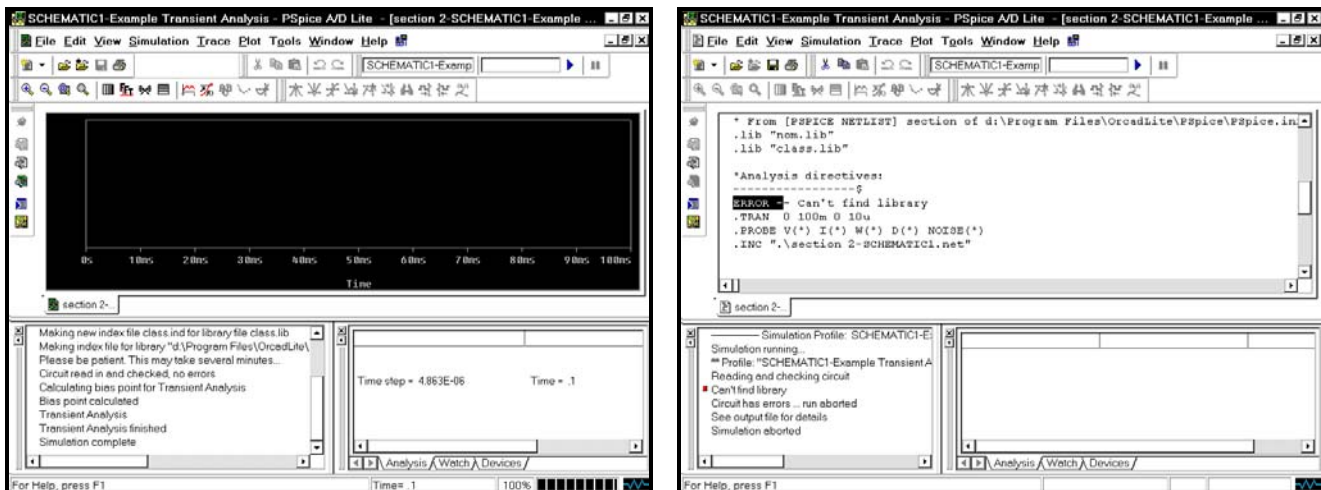 SCHEMATIC1-Example Transient Analysis - PSpice A/D Lite - [section 2-SCHEMATIC1-Example ...
File Edit View Simulation Trace Plot Tools Window Help
SCHEMATIC1-Examp
0s 10ms 20ms 30ms 40ms 50ms 60ms 70ms 80ms 90ms 100ms
Time
section 2-...
Making new index file class.ind for library file class.lib
Making index file for library "d:\Program Files\OrcadLite\
Please be patient. This may take several minutes...
Circuit read in and checked, no errors
Calculating bias point for Transient Analysis
Bias point calculated
Transient Analysis
Transient Analysis finished
Simulation complete
Time step = 4.863E-06 Time = .1
Analysis Watch Devices
For Help, press F1 Time= .1 100%
SCHEMATIC1-Example Transient Analysis - PSpice A/D Lite - [section 2-SCHEMATIC1-Example ...
File Edit View Simulation Trace Plot Tools Window Help
SCHEMATIC1-Examp
* From [PSPICE NETLIST] section of d:\Program Files\OrcadLite\PSpice\PSpice.in
.lib "nom.lib"
.lib "class.lib"
*Analysis directives:
-----------------$
ERROR -- Can't find library
.TRAN 0 100m 0 10u
.PROBE V(*) I(*) W(*) D(*) NOISE(*)
.INC ".\section 2-SCHEMATIC1.net"
section 2-...
Simulation Profile: SCHEMATIC1-E
Simulation running...
** Profile: "SCHEMATIC1-Example Transient A
Reading and checking circuit
Can't find library
Circuit has errors ... run aborted
See output file for details
Simulation aborted
Analysis Watch Devices
For Help, press F1